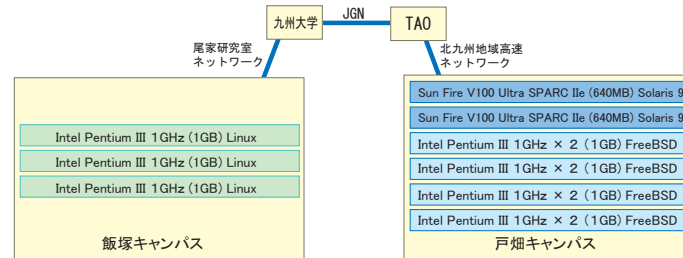 九州大学
JGN
TAO
尾家研究室
ネットワーク
北九州地域高速
ネットワーク
Intel Pentium Ⅲ 1GHz (1GB) Linux
Intel Pentium Ⅲ 1GHz (1GB) Linux
Intel Pentium Ⅲ 1GHz (1GB) Linux
飯塚キャンパス
Sun Fire V100 Ultra SPARC IIe (640MB) Solaris 9
Sun Fire V100 Ultra SPARC IIe (640MB) Solaris 9
Intel Pentium Ⅲ 1GHz × 2 (1GB) FreeBSD
Intel Pentium Ⅲ 1GHz × 2 (1GB) FreeBSD
Intel Pentium Ⅲ 1GHz × 2 (1GB) FreeBSD
Intel Pentium Ⅲ 1GHz × 2 (1GB) FreeBSD
戸畑キャンパス